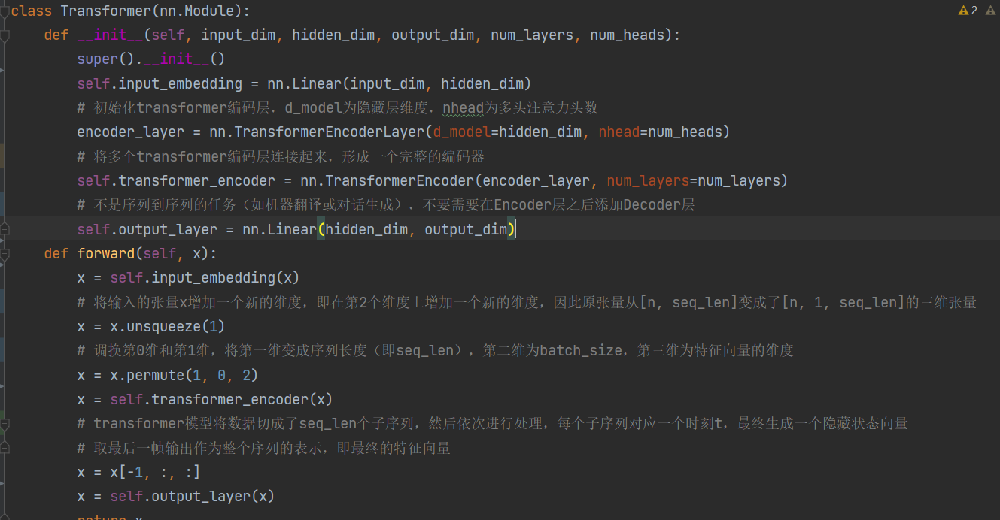 class Transformer(nn.Module):
2
    def __init__(self, input_dim, hidden_dim, output_dim, num_layers, num_heads):
        super().__init__()
        self.input_embedding = nn.Linear(input_dim, hidden_dim)
        # 初始化transformer编码层，d_model为隐藏层维度，nhead为多头注意力头数
        encoder_layer = nn.TransformerEncoderLayer(d_model=hidden_dim, nhead=num_heads)
        # 将多个transformer编码层连接起来，形成一个完整的编码器
        self.transformer_encoder = nn.TransformerEncoder(encoder_layer, num_layers=num_layers)
        # 不是序列到序列的任务（如机器翻译或对话生成），不要需要在Encoder层之后添加Decoder层
        self.output_layer = nn.Linear(hidden_dim, output_dim)
    def forward(self, x):
        x = self.input_embedding(x)
        # 将输入的张量x增加一个新的维度，即在第2个维度上增加一个新的维度，因此原张量从[n, seq_len]变成了[n, 1, seq_len]的三维张量
        x = x.unsqueeze(1)
        # 调换第0维和第1维，将第一维变成序列长度（即seq_len），第二维为batch_size，第三维为特征向量的维度
        x = x.permute(1, 0, 2)
        x = self.transformer_encoder(x)
        # transformer模型将数据切成了seq_len个子序列，然后依次进行处理，每个子序列对应一个时刻t，最终生成一个隐藏状态向量
        # 取最后一帧输出作为整个序列的表示，即最终的特征向量
        x = x[-1, :, :]
        x = self.output_layer(x)
        return x